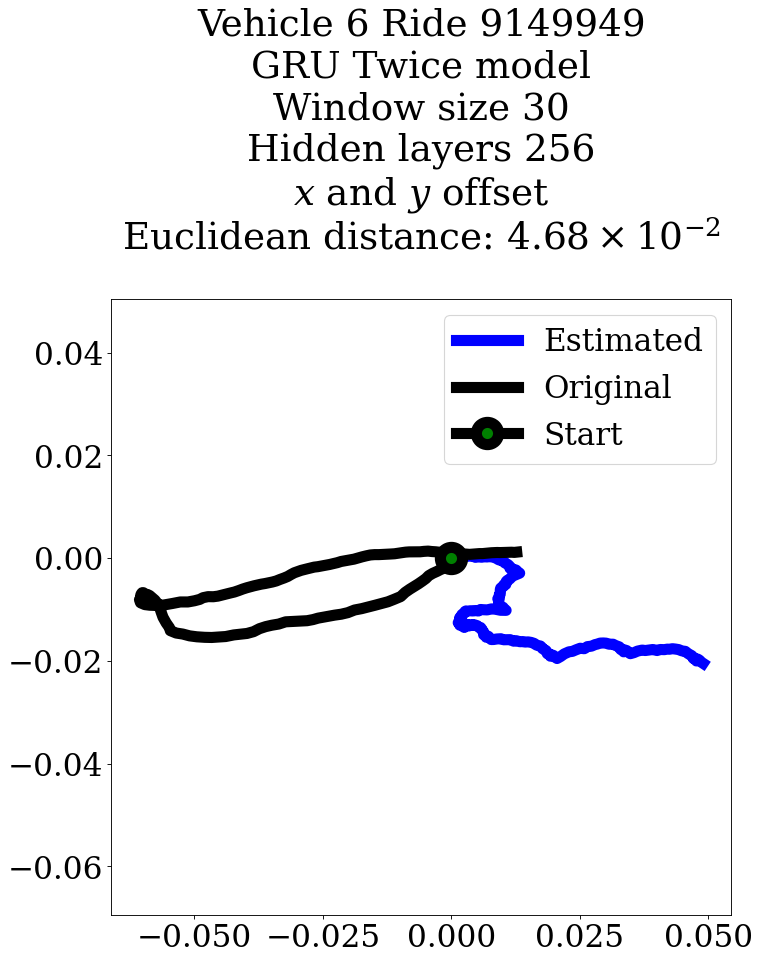 Vehicle 6 Ride 9149949
GRU Twice model
Window size 30
Hidden layers 256
x and y offset
Euclidean distance: 4.68 × 10⁻²
Estimated
Original
Start
0.04
0.02
0.00
−0.02
−0.04
−0.06
−0.050 −0.025 0.000 0.025 0.050